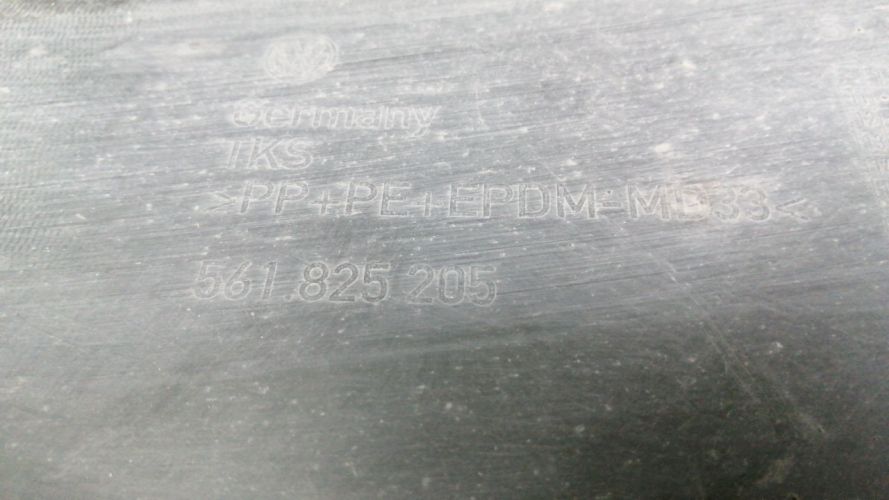 Germany
TKS
>PP+PE+EPDM-MD33<
561.825 205